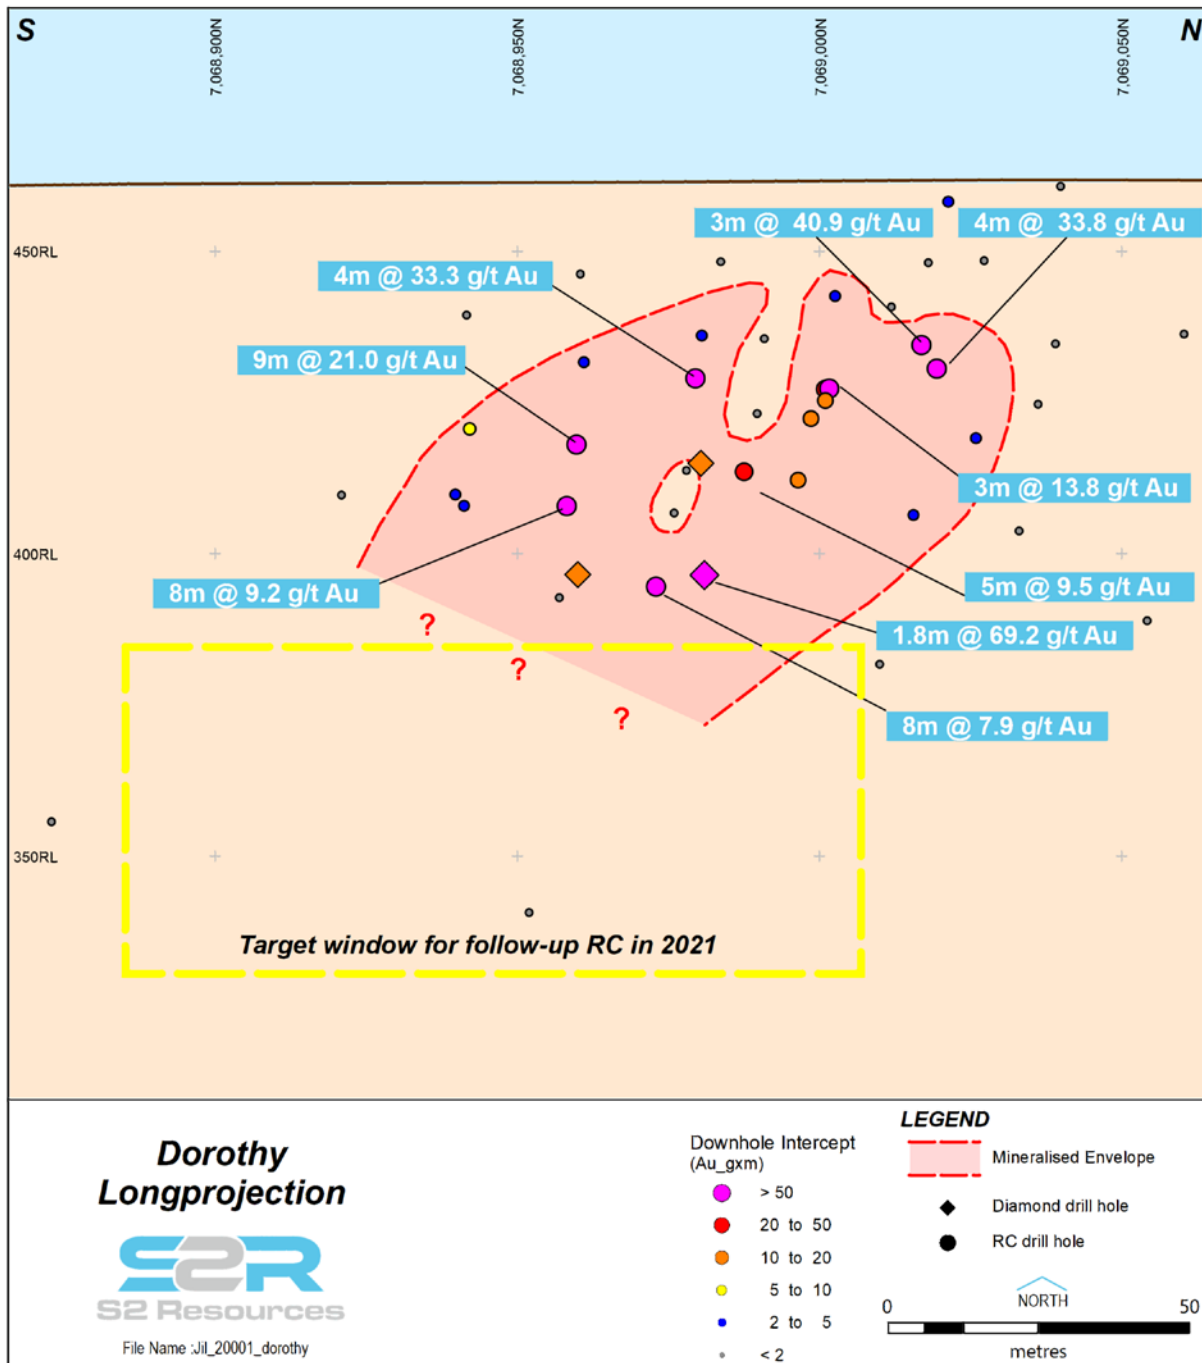 S
N
7,068,900N
7,068,950N
7,069,000N
7,069,050N
450RL
400RL
350RL
3m @ 40.9 g/t Au
4m @ 33.8 g/t Au
4m @ 33.3 g/t Au
9m @ 21.0 g/t Au
3m @ 13.8 g/t Au
8m @ 9.2 g/t Au
5m @ 9.5 g/t Au
1.8m @ 69.2 g/t Au
8m @ 7.9 g/t Au
?
?
?
Target window for follow-up RC in 2021
Dorothy
Longprojection
S2R
S2 Resources
File Name :Jil_20001_dorothy
Downhole Intercept
(Au_gxm)
> 50
20 to 50
10 to 20
5 to 10
2 to 5
< 2
LEGEND
Mineralised Envelope
Diamond drill hole
RC drill hole
NORTH
0
50
metres